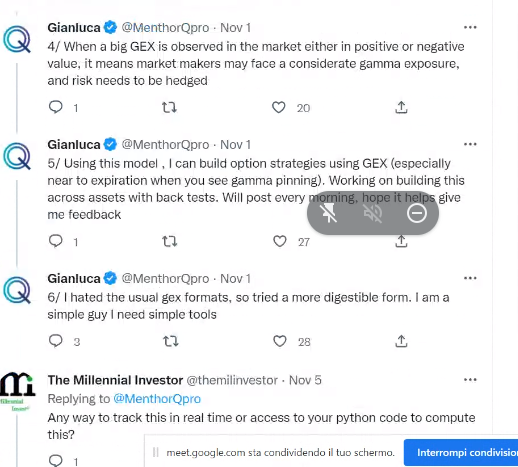 Gianluca @MenthorQpro · Nov 1
4/ When a big GEX is observed in the market either in positive or negative
value, it means market makers may face a considerate gamma exposure,
and risk needs to be hedged
1 20
Gianluca @MenthorQpro · Nov 1
5/ Using this model , I can build option strategies using GEX (especially
near to expiration when you see gamma pinning). Working on building this
across assets with back tests. Will post every morning, hope it helps give
me feedback
1 27
Gianluca @MenthorQpro · Nov 1
6/ I hated the usual gex formats, so tried a more digestible form. I am a
simple guy I need simple tools
3 28
The Millennial Investor @themilinvestor · Nov 5
Replying to @MenthorQpro
Any way to track this in real time or access to your python code to compute
this?
1
meet.google.com sta condividendo il tuo schermo.
Interrompi condivision